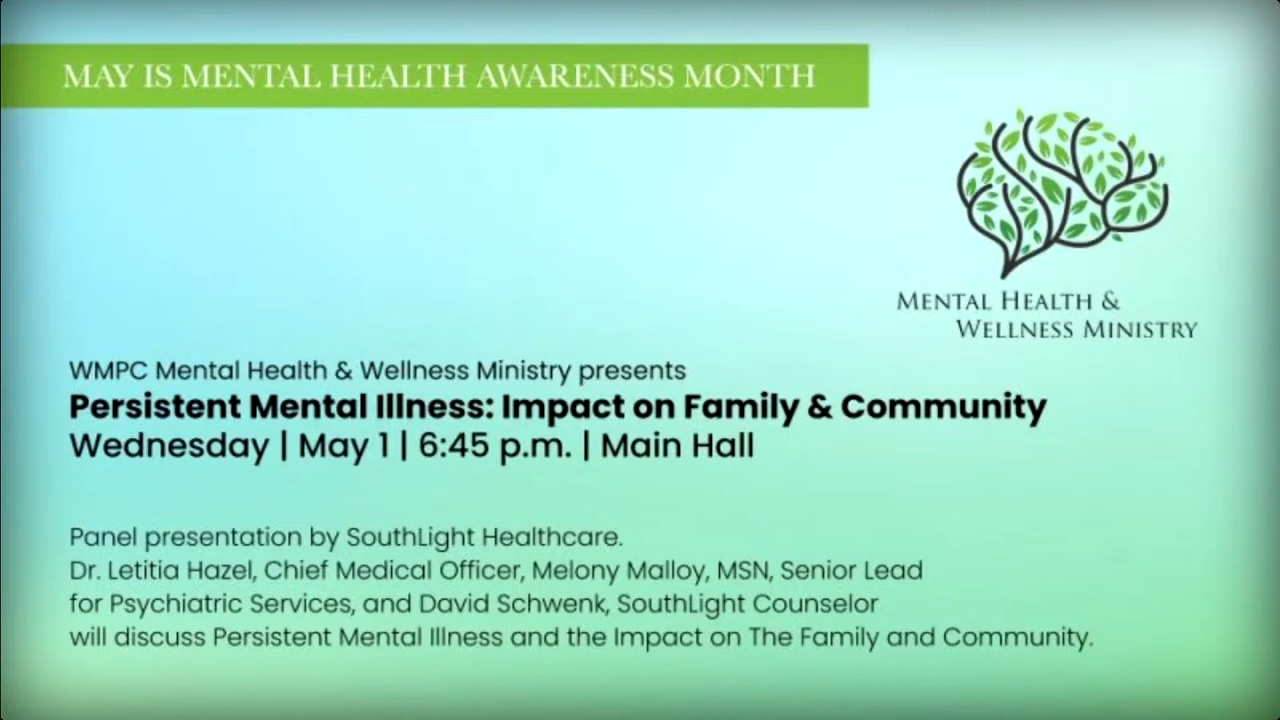 MAY IS MENTAL HEALTH AWARENESS MONTH
MENTAL HEALTH &
WELLNESS MINISTRY
WMPC Mental Health & Wellness Ministry presents
Persistent Mental Illness: Impact on Family & Community
Wednesday | May 1 | 6:45 p.m. | Main Hall
Panel presentation by SouthLight Healthcare.
Dr. Letitia Hazel, Chief Medical Officer, Melony Malloy, MSN, Senior Lead
for Psychiatric Services, and David Schwenk, SouthLight Counselor
will discuss Persistent Mental Illness and the Impact on The Family and Community.